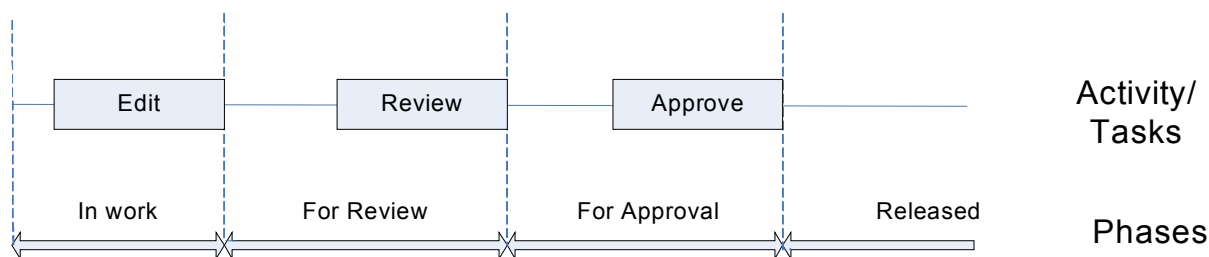 Edit
Review
Approve
Activity/
Tasks
In work
For Review
For Approval
Released
Phases